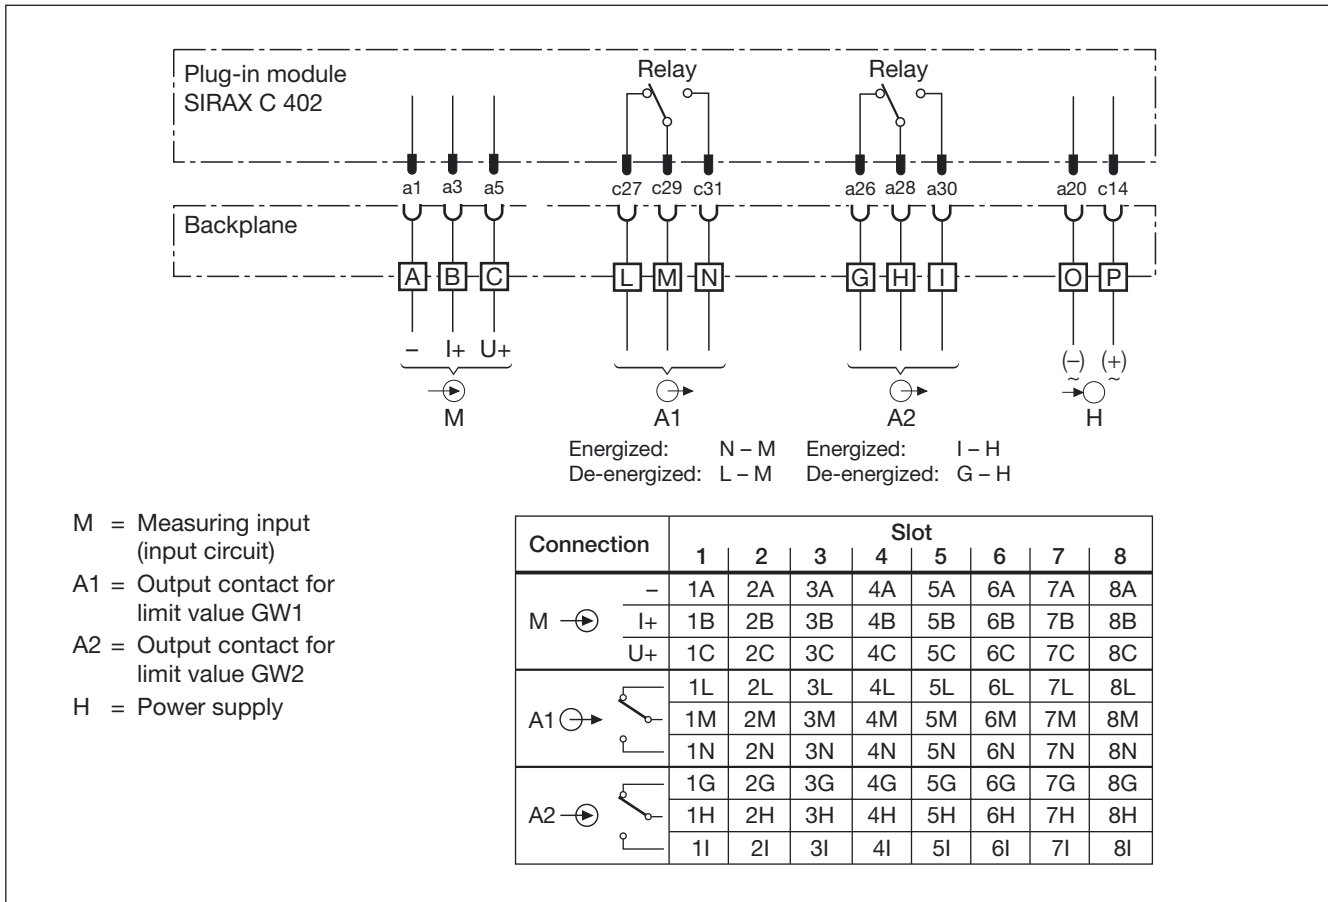 Plug-in module
SIRAX C 402
Relay
Relay
a1 a3 a5 c27 c29 c31 a26 a28 a30 a20 c14
Backplane
A B C L M N G H I O P
– I+ U+ (–) (+)
~ ~
M A1 A2 H
Energized: N – M Energized: I – H
De-energized: L – M De-energized: G – H
M = Measuring input
(input circuit)
A1 = Output contact for
limit value GW1
A2 = Output contact for
limit value GW2
H = Power supply
Connection Slot
1 2 3 4 5 6 7 8
– 1A 2A 3A 4A 5A 6A 7A 8A
M I+ 1B 2B 3B 4B 5B 6B 7B 8B
U+ 1C 2C 3C 4C 5C 6C 7C 8C
1L 2L 3L 4L 5L 6L 7L 8L
A1 1M 2M 3M 4M 5M 6M 7M 8M
1N 2N 3N 4N 5N 6N 7N 8N
1G 2G 3G 4G 5G 6G 7G 8G
A2 1H 2H 3H 4H 5H 6H 7H 8H
1I 2I 3I 4I 5I 6I 7I 8I